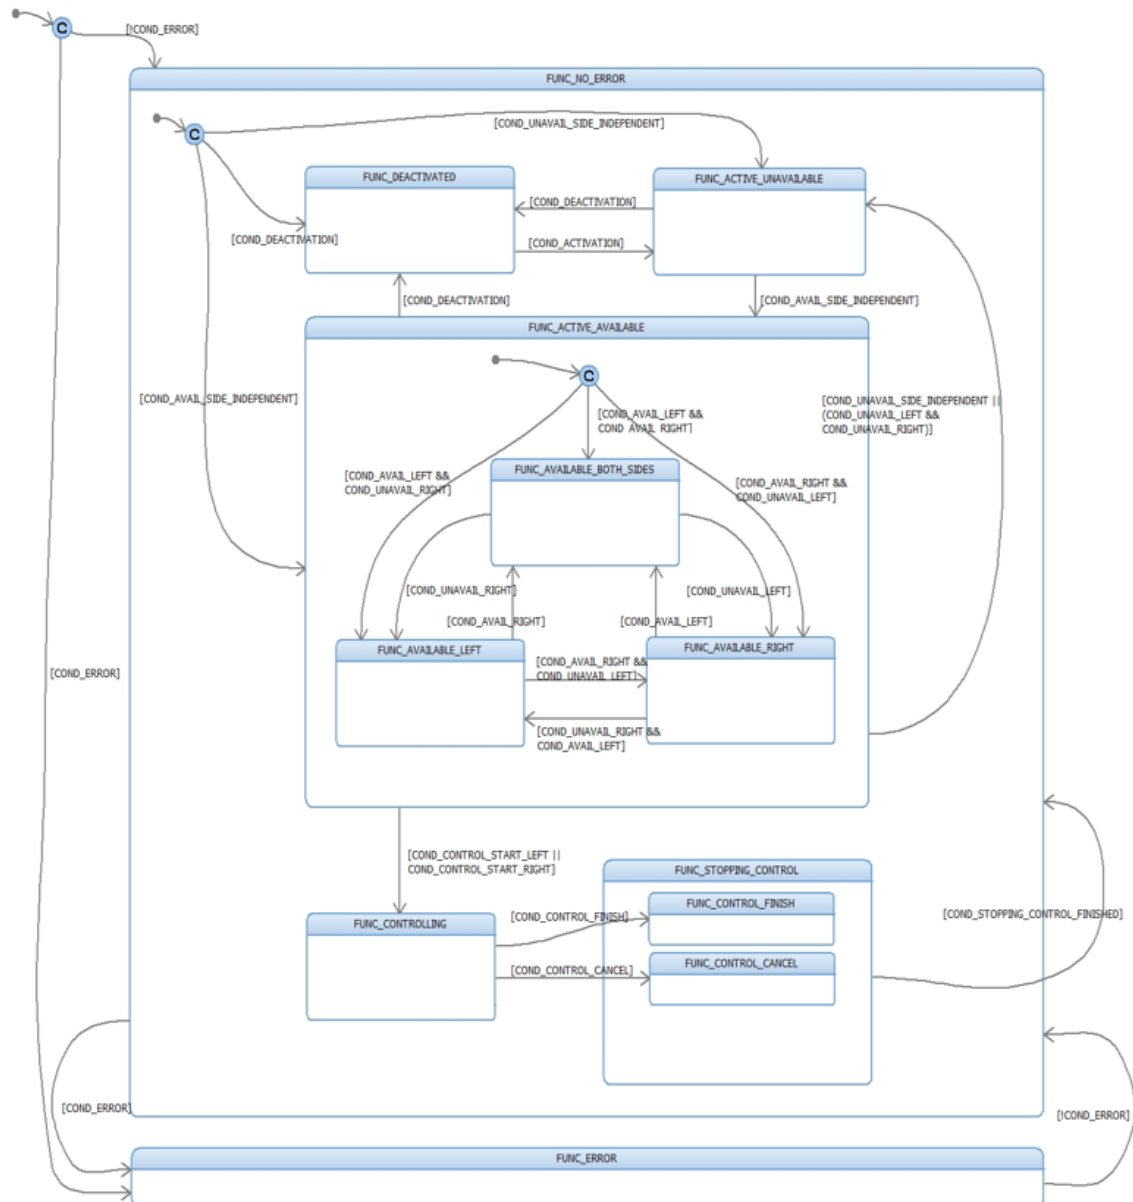 C
[!COND_ERROR]
FUNC_NO_ERROR
C
[COND_UNAVAIL_SIDE_INDEPENDENT]
FUNC_DEACTIVATED
FUNC_ACTIVE_UNAVAILABLE
[COND_DEACTIVATION]
[COND_DEACTIVATION]
[COND_ACTIVATION]
[COND_DEACTIVATION]
[COND_AVAIL_SIDE_INDEPENDENT]
FUNC_ACTIVE_AVAILABLE
C
[COND_AVAIL_SIDE_INDEPENDENT]
[COND_AVAIL_LEFT &&
COND_AVAIL_RIGHT]
[COND_UNAVAIL_SIDE_INDEPENDENT ||
(COND_UNAVAIL_LEFT &&
COND_UNAVAIL_RIGHT)]
FUNC_AVAILABLE_BOTH_SIDES
[COND_AVAIL_LEFT &&
COND_UNAVAIL_RIGHT]
[COND_AVAIL_RIGHT &&
COND_UNAVAIL_LEFT]
[COND_UNAVAIL_RIGHT]
[COND_UNAVAIL_LEFT]
[COND_AVAIL_RIGHT]
[COND_AVAIL_LEFT]
FUNC_AVAILABLE_LEFT
FUNC_AVAILABLE_RIGHT
[COND_AVAIL_RIGHT &&
COND_UNAVAIL_LEFT]
[COND_ERROR]
[COND_UNAVAIL_RIGHT &&
COND_AVAIL_LEFT]
[COND_CONTROL_START_LEFT ||
COND_CONTROL_START_RIGHT]
FUNC_STOPPING_CONTROL
FUNC_CONTROL_FINISH
[COND_CONTROL_FINISH]
[COND_STOPPING_CONTROL_FINISHED]
FUNC_CONTROLLING
FUNC_CONTROL_CANCEL
[COND_CONTROL_CANCEL]
[COND_ERROR]
[!COND_ERROR]
FUNC_ERROR